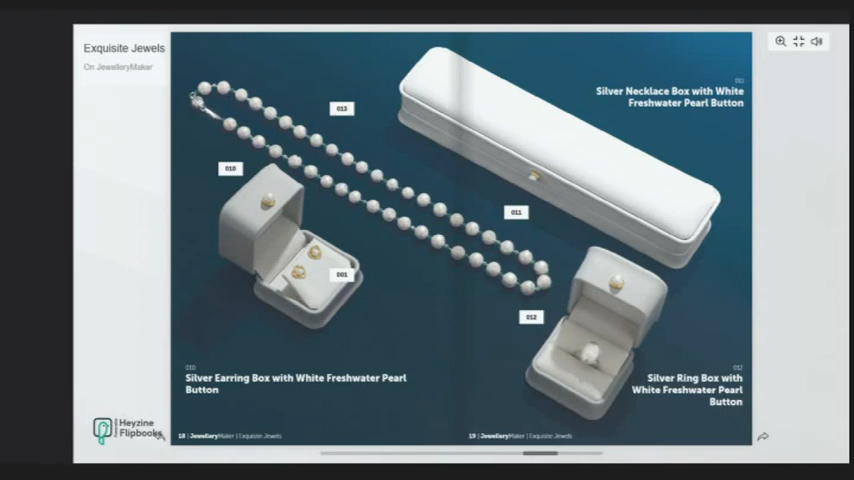 Exquisite Jewels
On JewelleryMaker
011
Silver Necklace Box with White
Freshwater Pearl Button
013
010
011
001
012
010
Silver Earring Box with White Freshwater Pearl
Button
012
Silver Ring Box with
White Freshwater Pearl
Button
Heyzine
Flipbooks
18 | JewelleryMaker | Exquisite Jewels
19 | JewelleryMaker | Exquisite Jewels